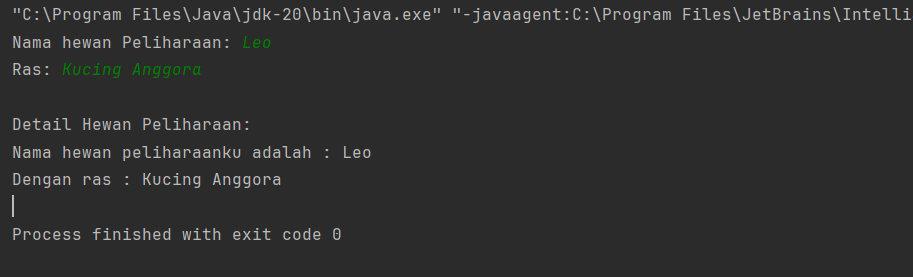 "C:\Program Files\Java\jdk-20\bin\java.exe" "-javaagent:C:\Program Files\JetBrains\Intelli
Nama hewan Peliharaan: Leo
Ras: Kucing Anggora
Detail Hewan Peliharaan:
Nama hewan peliharaanku adalah : Leo
Dengan ras : Kucing Anggora
Process finished with exit code 0